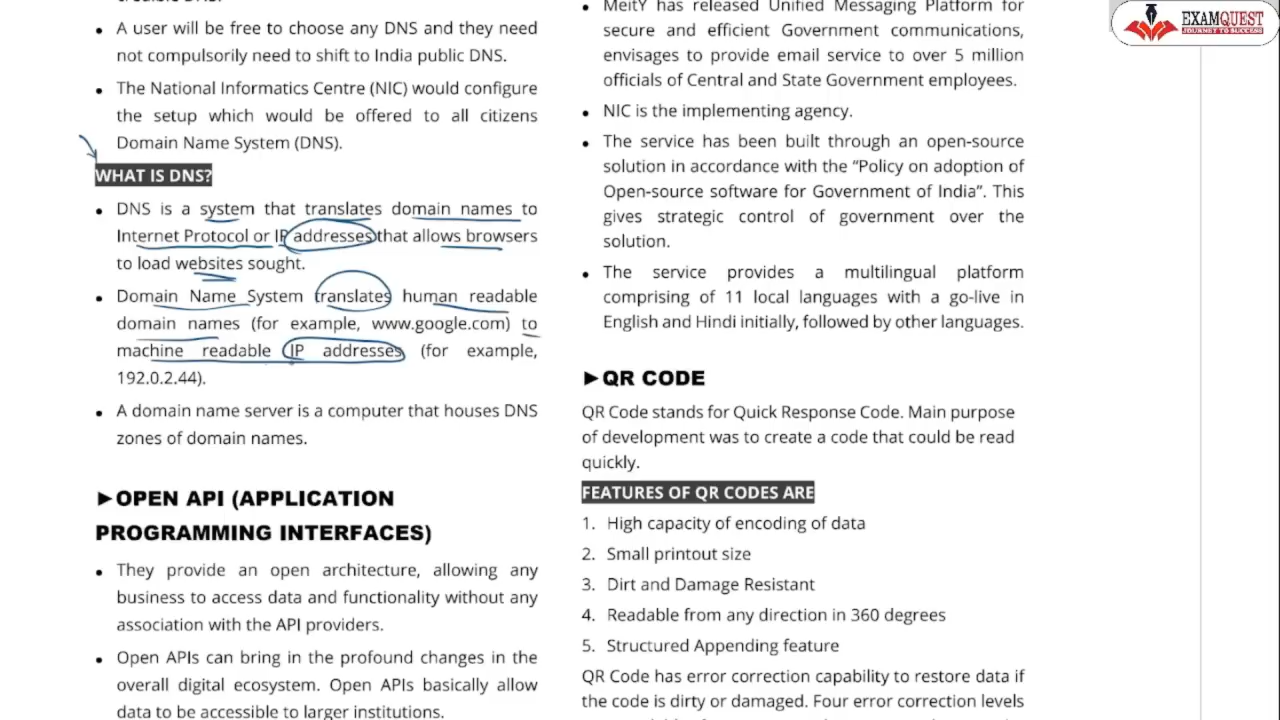 credible DNS.
• A user will be free to choose any DNS and they need
not compulsorily need to shift to India public DNS.
• The National Informatics Centre (NIC) would configure
the setup which would be offered to all citizens
Domain Name System (DNS).
WHAT IS DNS?
• DNS is a system that translates domain names to
Internet Protocol or IP addresses that allows browsers
to load websites sought.
• Domain Name System translates human readable
domain names (for example, www.google.com) to
machine readable IP addresses (for example,
192.0.2.44).
• A domain name server is a computer that houses DNS
zones of domain names.
►OPEN API (APPLICATION
PROGRAMMING INTERFACES)
• They provide an open architecture, allowing any
business to access data and functionality without any
association with the API providers.
• Open APIs can bring in the profound changes in the
overall digital ecosystem. Open APIs basically allow
data to be accessible to larger institutions.
• MeitY has released Unified Messaging Platform for
secure and efficient Government communications,
envisages to provide email service to over 5 million
officials of Central and State Government employees.
• NIC is the implementing agency.
• The service has been built through an open-source
solution in accordance with the “Policy on adoption of
Open-source software for Government of India”. This
gives strategic control of government over the
solution.
• The service provides a multilingual platform
comprising of 11 local languages with a go-live in
English and Hindi initially, followed by other languages.
►QR CODE
QR Code stands for Quick Response Code. Main purpose
of development was to create a code that could be read
quickly.
FEATURES OF QR CODES ARE
1. High capacity of encoding of data
2. Small printout size
3. Dirt and Damage Resistant
4. Readable from any direction in 360 degrees
5. Structured Appending feature
QR Code has error correction capability to restore data if
the code is dirty or damaged. Four error correction levels
EXAMQUEST
JOURNEY TO SUCCESS